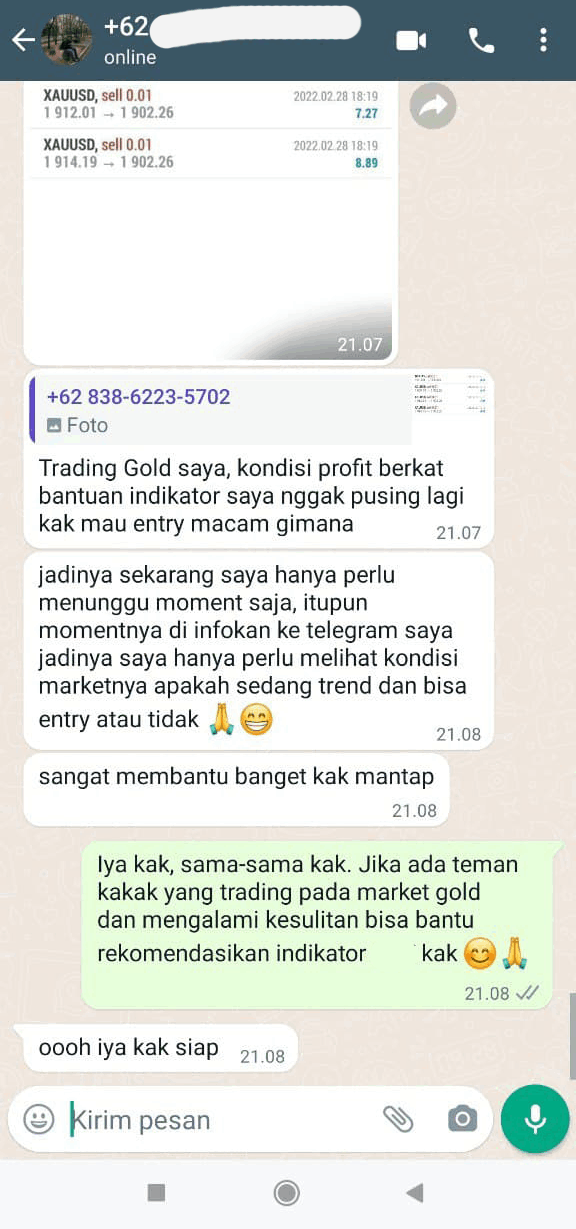 +62
online
XAUUSD, sell 0.01 2022.02.28 18:19
1 912.01 → 1 902.26 7.27
XAUUSD, sell 0.01 2022.02.28 18:19
1 914.19 → 1 902.26 8.89
21.07
+62 838-6223-5702
Foto
Trading Gold saya, kondisi profit berkat
bantuan indikator saya nggak pusing lagi
kak mau entry macam gimana 21.07
jadinya sekarang saya hanya perlu
menunggu moment saja, itupun
momentnya di infokan ke telegram saya
jadinya saya hanya perlu melihat kondisi
marketnya apakah sedang trend dan bisa
entry atau tidak 🙏😁
21.08
sangat membantu banget kak mantap
21.08
Iya kak, sama-sama kak. Jika ada teman
kakak yang trading pada market gold
dan mengalami kesulitan bisa bantu
rekomendasikan indikator kak 😊🙏
21.08
oooh iya kak siap 21.08
Kirim pesan